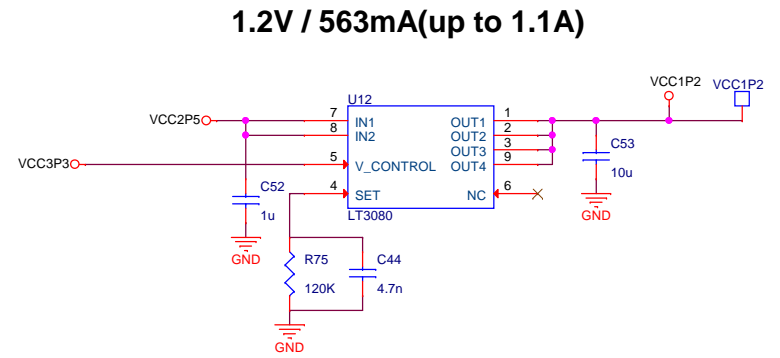 1.2V / 563mA(up to 1.1A)
VCC1P2 VCC1P2
U12
VCC2P5 7 IN1 OUT1 1
8 IN2 OUT2 2
OUT3 3
VCC3P3 5 V_CONTROL OUT4 9
C53
10u
4 SET NC 6
C52
1u
LT3080
GND
GND
R75
120K
C44
4.7n
GND